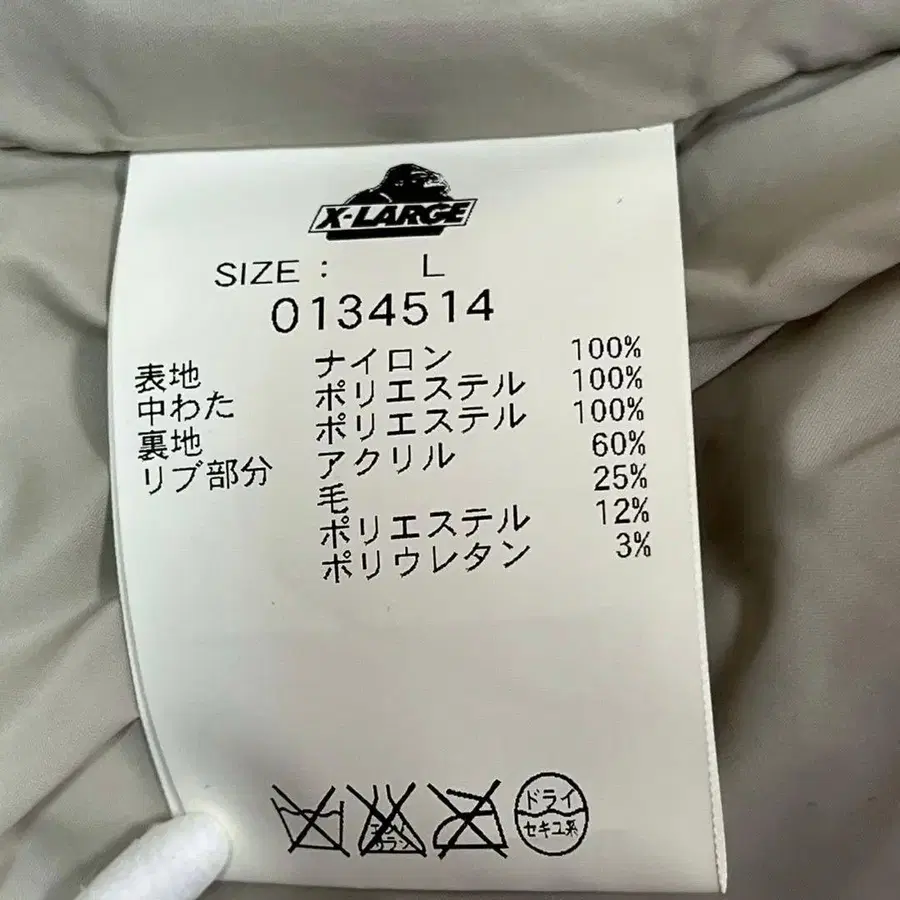 X-LARGE
SIZE : L
0134514
表地 ナイロン 100%
中わた ポリエステル 100%
裏地 ポリエステル 100%
リブ部分 アクリル 60%
毛 25%
ポリエステル 12%
ポリウレタン 3%
ドライ
セキユ系